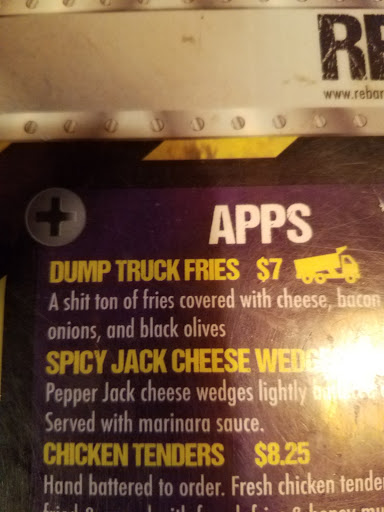 RE
www.rebar
APPS
DUMP TRUCK FRIES $7
A shit ton of fries covered with cheese, bacon
onions, and black olives
SPICY JACK CHEESE WEDG
Pepper Jack cheese wedges lightly
Served with marinara sauce.
CHICKEN TENDERS $8.25
Hand battered to order. Fresh chicken tende